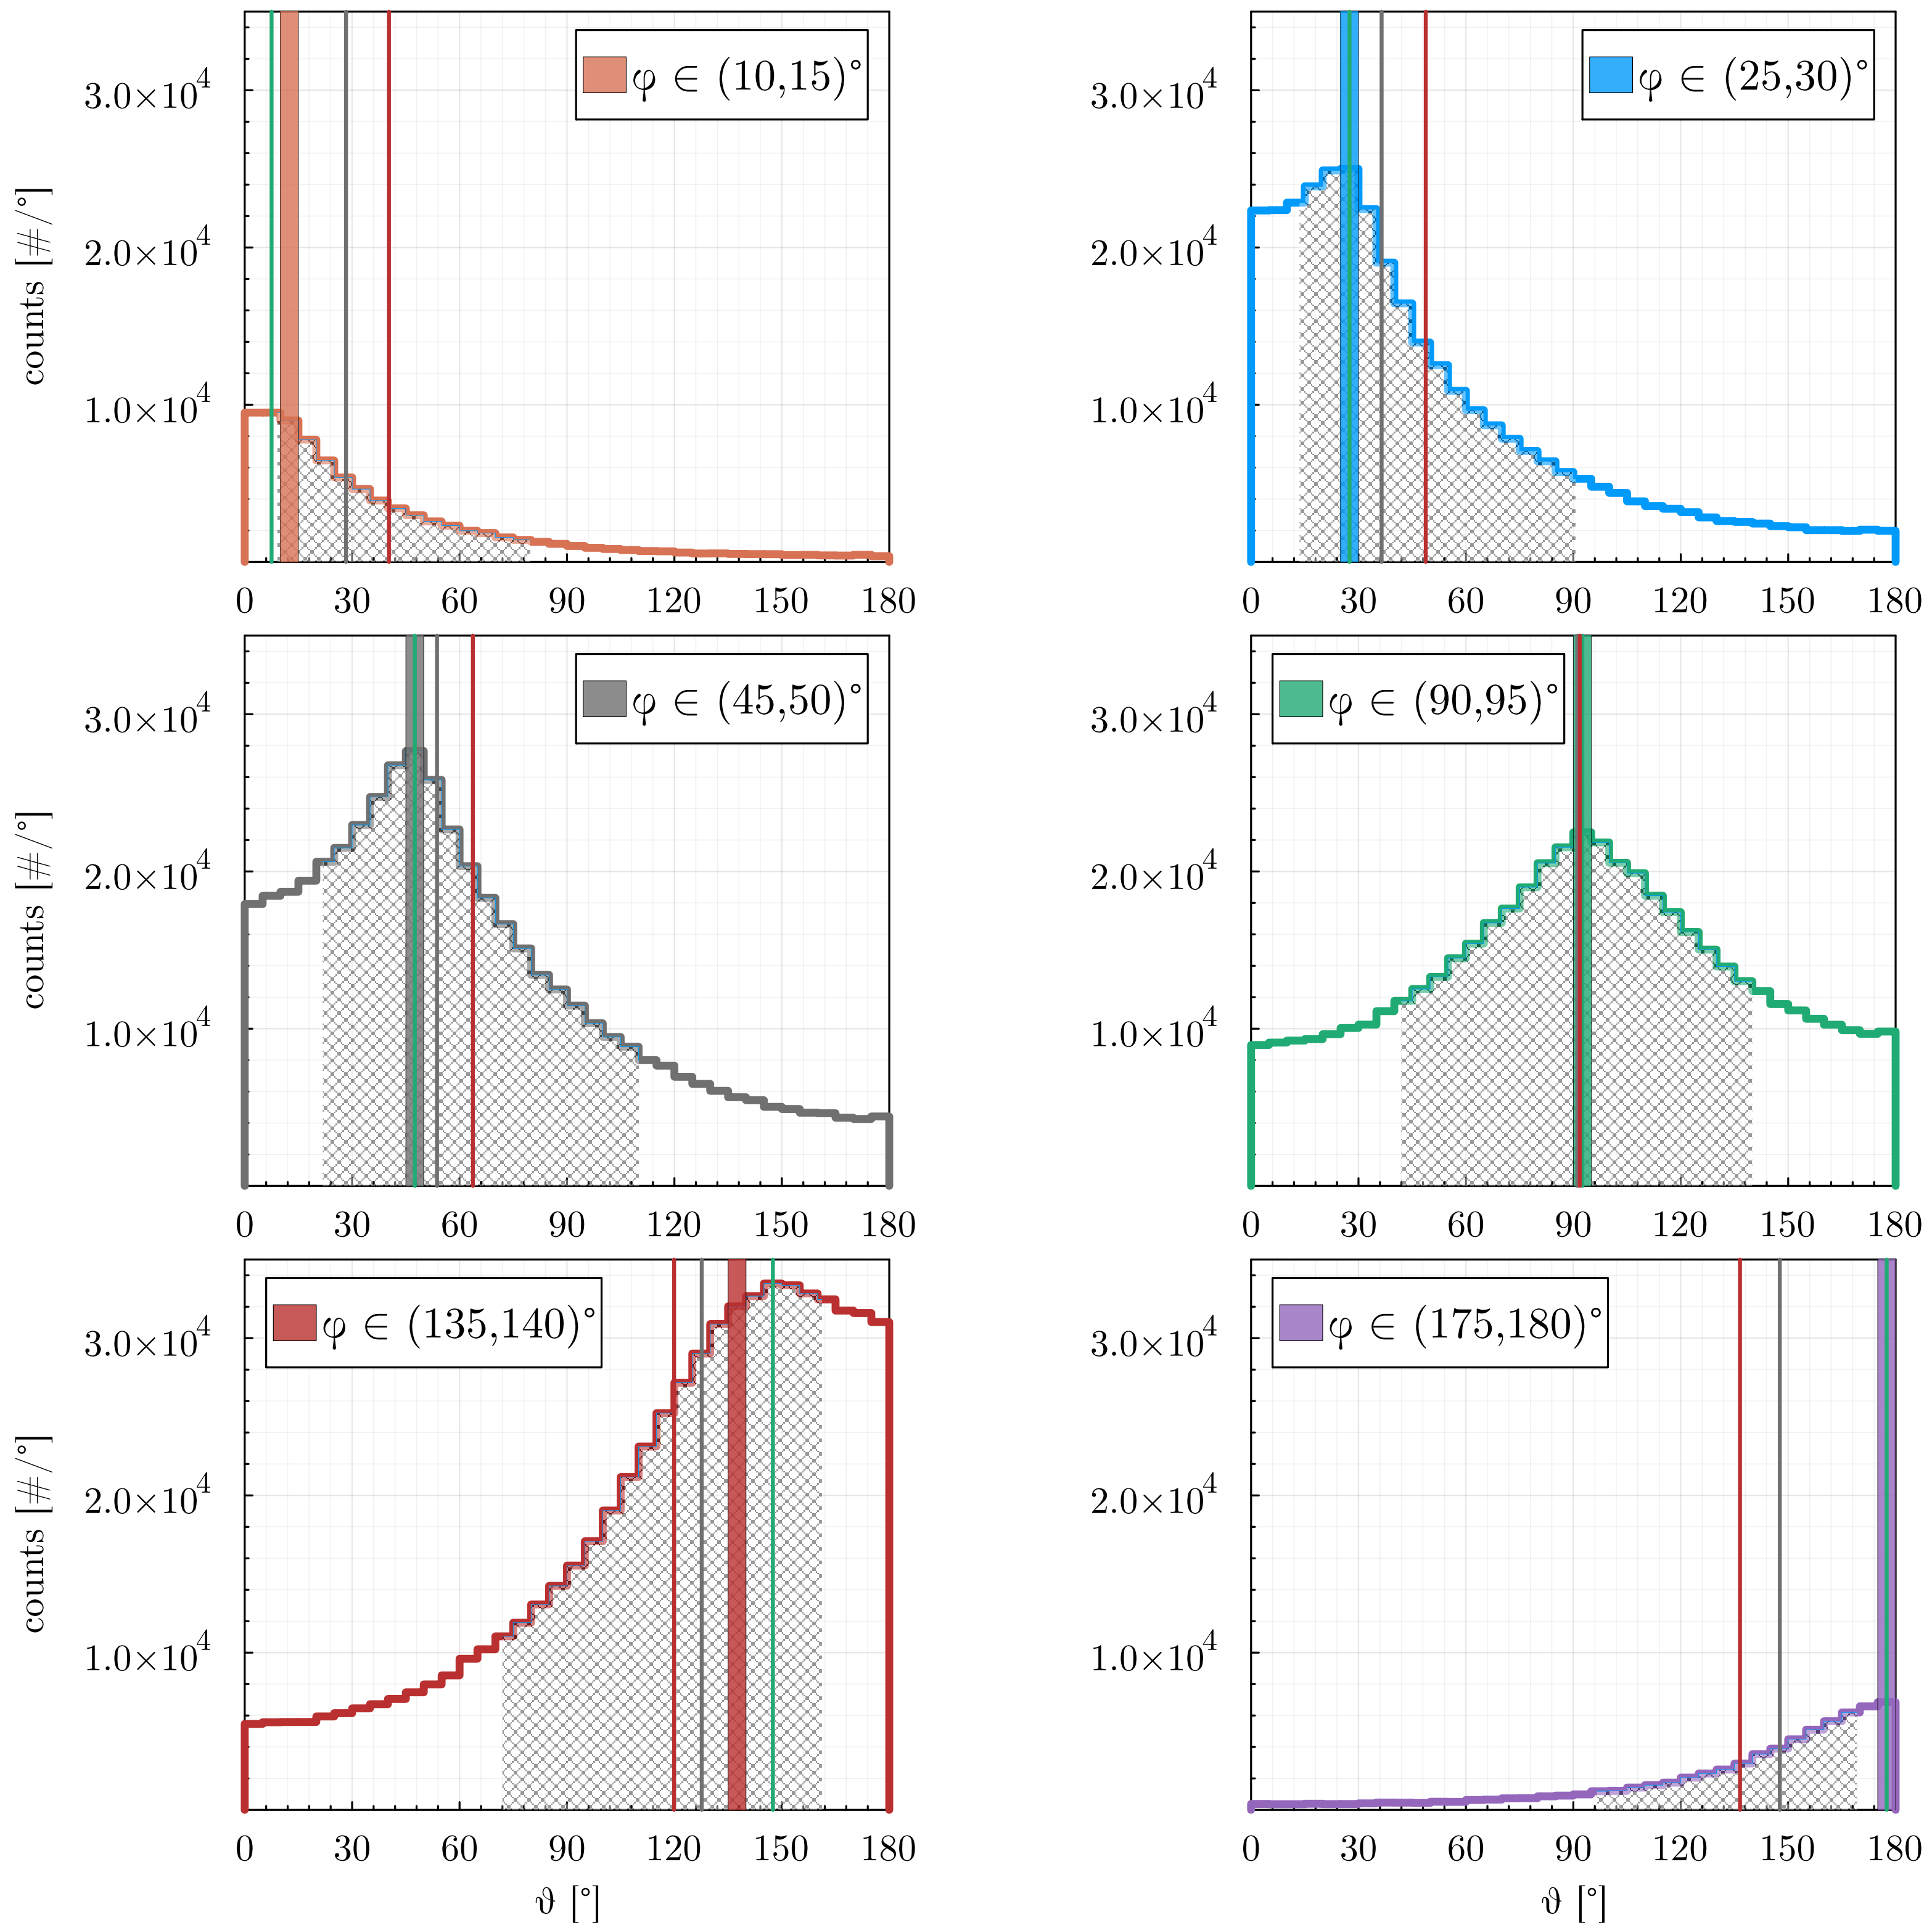 counts [#/°]
3.0×10⁴
2.0×10⁴
1.0×10⁴
φ ∈ (10,15)°
0 30 60 90 120 150 180
3.0×10⁴
2.0×10⁴
1.0×10⁴
φ ∈ (25,30)°
0 30 60 90 120 150 180
counts [#/°]
3.0×10⁴
2.0×10⁴
1.0×10⁴
φ ∈ (45,50)°
0 30 60 90 120 150 180
3.0×10⁴
2.0×10⁴
1.0×10⁴
φ ∈ (90,95)°
0 30 60 90 120 150 180
counts [#/°]
3.0×10⁴
2.0×10⁴
1.0×10⁴
φ ∈ (135,140)°
0 30 60 90 120 150 180
ϑ [°]
3.0×10⁴
2.0×10⁴
1.0×10⁴
φ ∈ (175,180)°
0 30 60 90 120 150 180
ϑ [°]